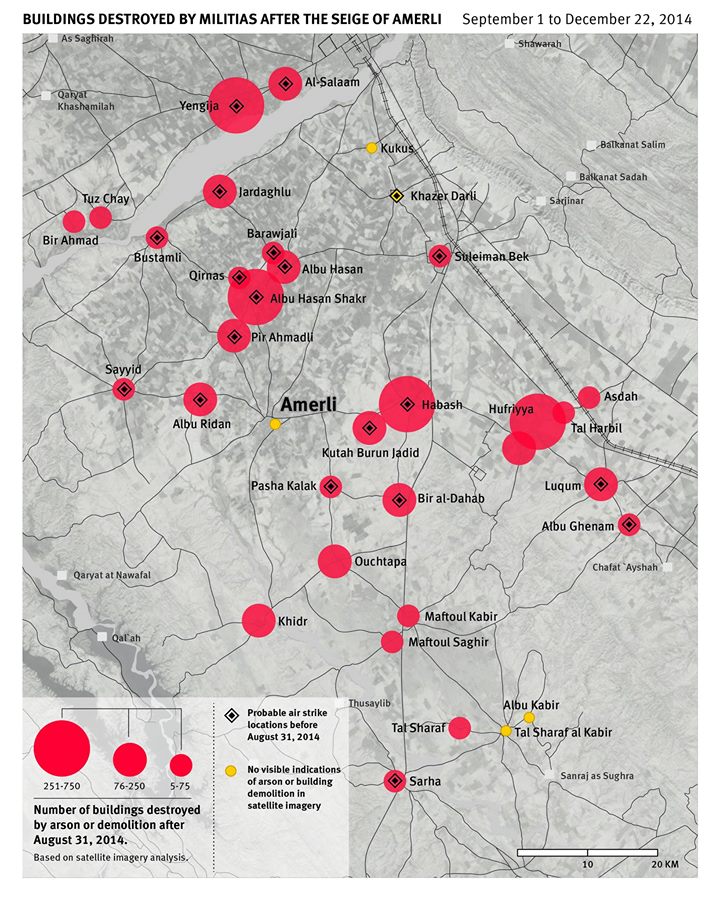 BUILDINGS DESTROYED BY MILITIAS AFTER THE SEIGE OF AMERLI September 1 to December 22, 2014
As Saghirah
Shawarah
Al-Salaam
Yengija
Qaryat
Khashamilah
Kukus
Balkanat Salim
Balkanat Sadah
Jardaghlu
Khazer Darli
Sarjinar
Tuz Chay
Bir Ahmad
Bustamli
Barawjali
Suleiman Bek
Albu Hasan
Qirnas
Albu Hasan Shakr
Pir Ahmadli
Sayyid
Asdah
Amerli
Habash
Hufriyya
Albu Ridan
Tal Harbil
Kutah Burun Jadid
Pasha Kalak
Luqum
Bir al-Dahab
Albu Ghenam
Ouchtapa
Chafat `Ayshah
Qaryat at Nawafal
Khidr
Maftoul Kabir
Qal`ah
Maftoul Saghir
Thusaylib
Albu Kabir
Tal Sharaf
Tal Sharaf al Kabir
Sarha
Sanraj as Sughra
251-750
76-250
5-75
Number of buildings destroyed
by arson or demolition after
August 31, 2014.
Based on satellite imagery analysis.
Probable air strike
locations before
August 31, 2014
No visible indications
of arson or building
demolition in
satellite imagery
10
20 KM